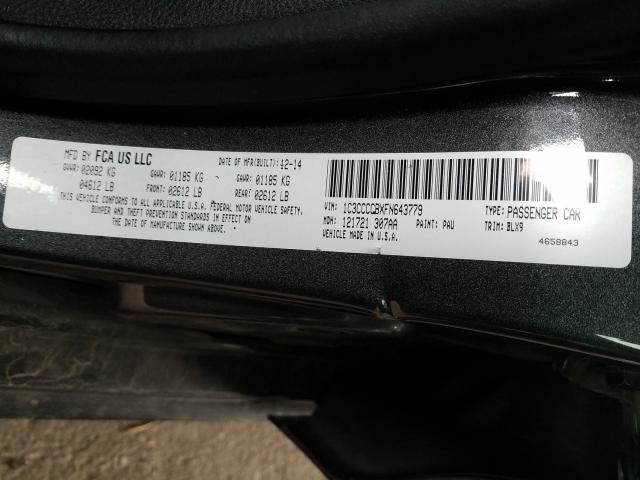 MFD BY FCA US LLC
DATE OF MFR(BUILT): 12-14
GVWR: 02092 KG GAWR: 01185 KG GAWR: 01185 KG
04612 LB FRONT: 02612 LB REAR: 02612 LB
THIS VEHICLE CONFORMS TO ALL APPLICABLE U.S.A. FEDERAL MOTOR VEHICLE SAFETY,
BUMPER AND THEFT PREVENTION STANDARDS IN EFFECT ON
THE DATE OF MANUFACTURE SHOWN ABOVE.
VIN: 1C3CCCCBXFN643779 TYPE: PASSENGER CAR
MDH: 121721 307AA PAINT: PAU TRIM: BLX9
VEHICLE MADE IN U.S.A.
4658843